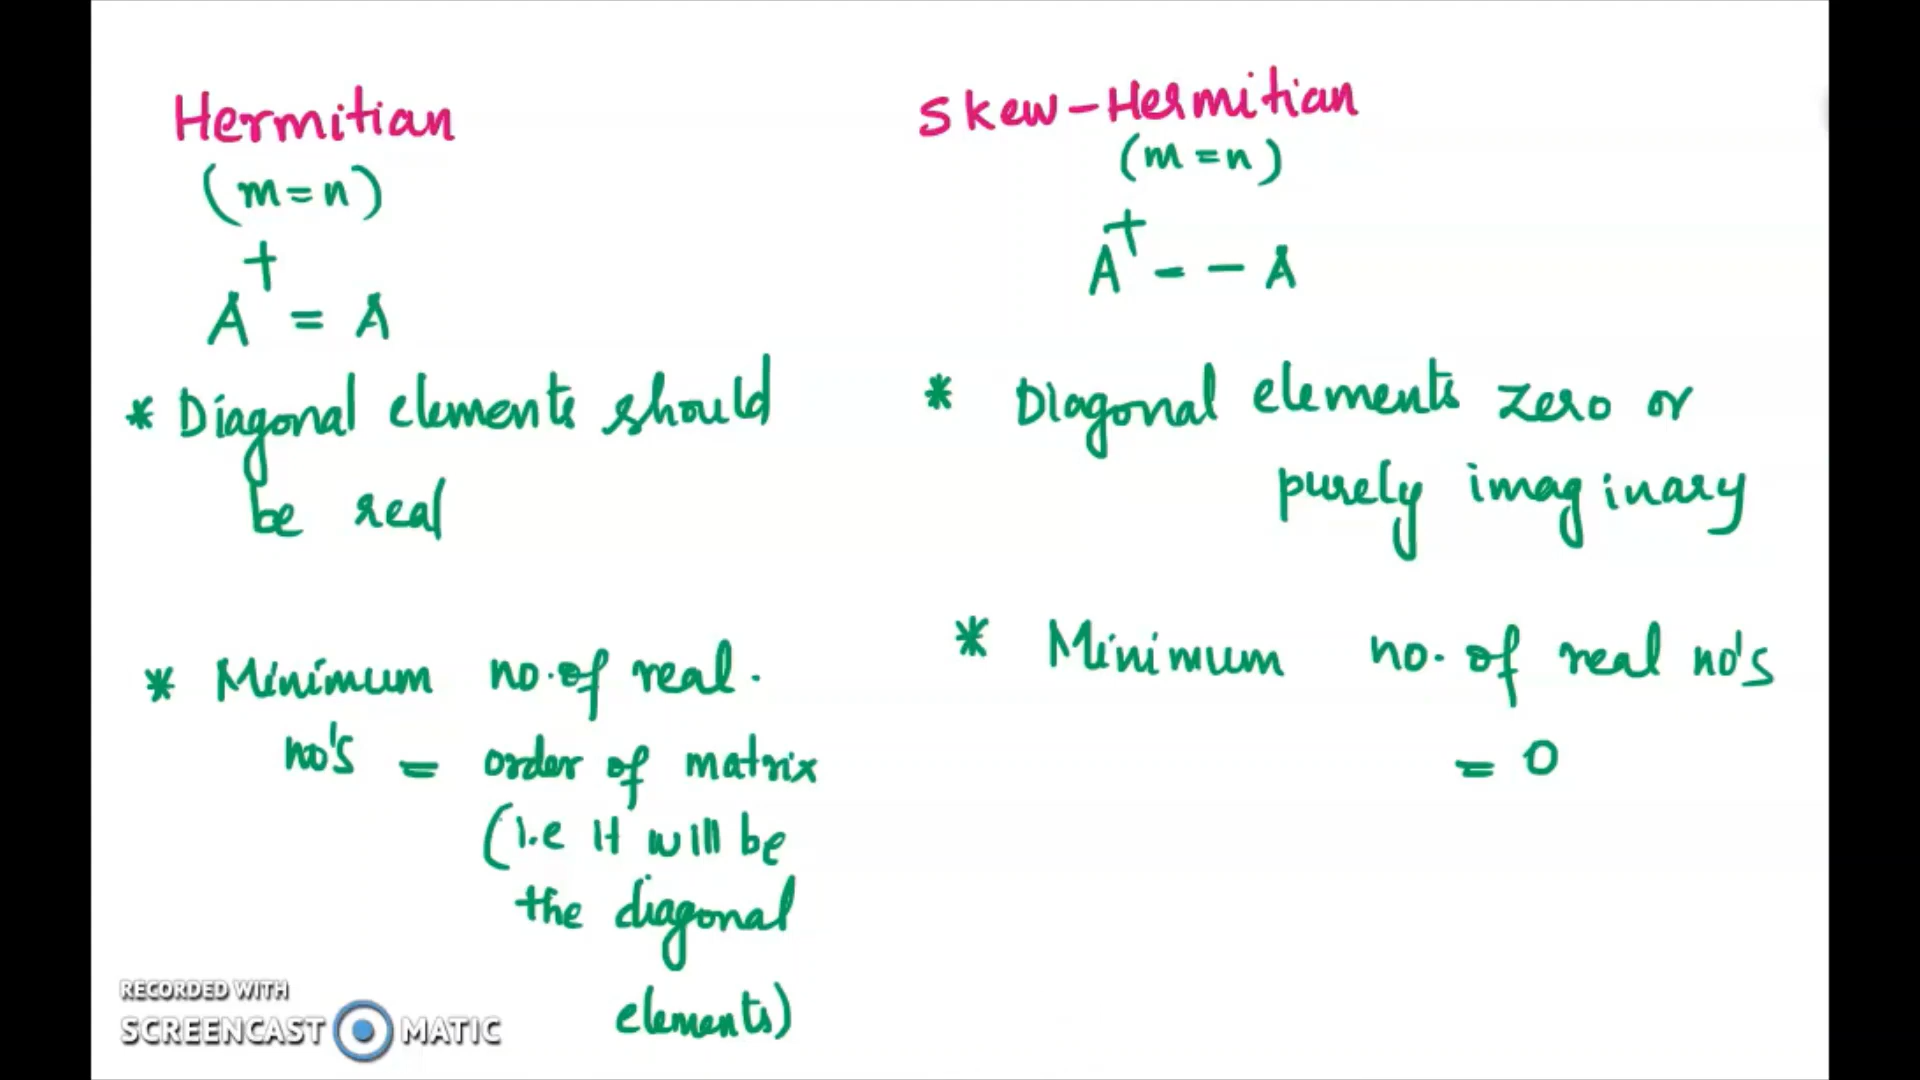 Hermitian
(m=n)
A† = A
* Diagonal elements should
be real
* Minimum no. of real.
no's = order of matrix
(i.e it will be
the diagonal
elements)
Skew-Hermitian
(m=n)
A† = - A
* Diagonal elements zero or
purely imaginary
* Minimum no. of real no's
= 0
RECORDED WITH
SCREENCAST MATIC